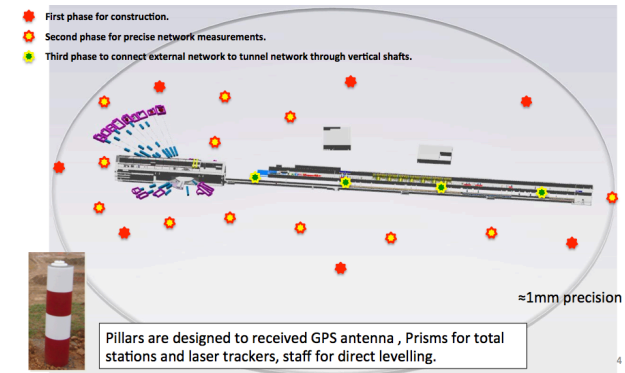 First phase for construction.
Second phase for precise network measurements.
Third phase to connect external network to tunnel network through vertical shafts.
≈1mm precision
Pillars are designed to received GPS antenna , Prisms for total
stations and laser trackers, staff for direct levelling.
4